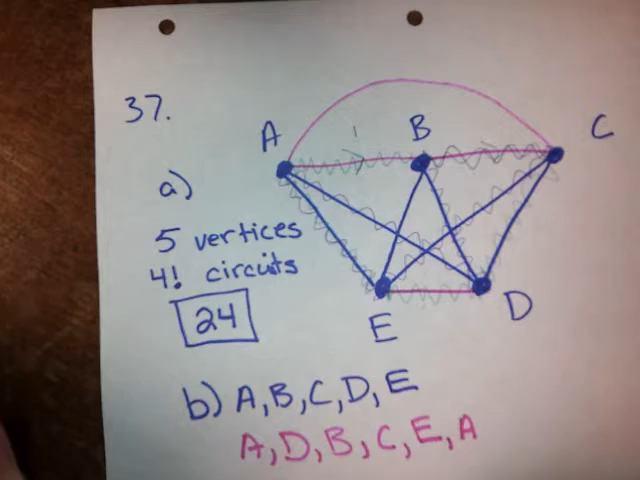 37.
A B C
a)
5 vertices
4! circuits
24
E D
b) A,B,C,D,E
A,D,B,C,E,A